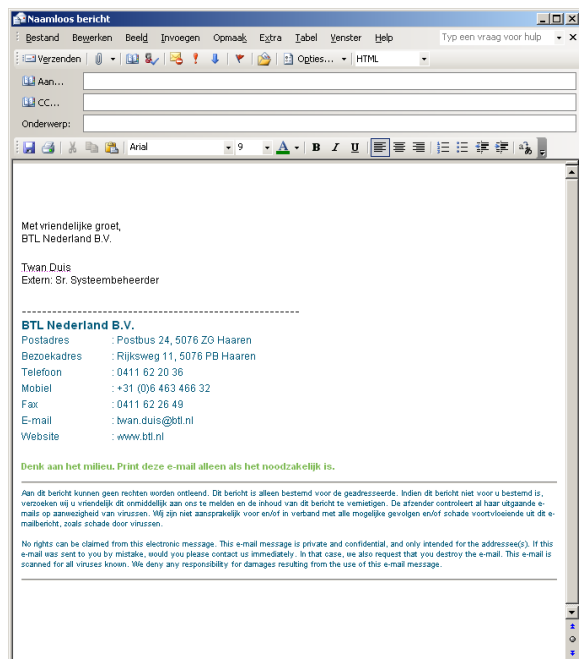 Naamloos bericht
Bestand Bewerken Beeld Invoegen Opmaak Extra Tabel Venster Help Typ een vraag voor hulp
Verzenden Opties... HTML
Aan...
CC...
Onderwerp:
Arial 9 A B I U
Met vriendelijke groet,
BTL Nederland B.V.
Twan Duis
Extern: Sr. Systeembeheerder
--------------------------------------------------------
BTL Nederland B.V.
Postadres : Postbus 24, 5076 ZG Haaren
Bezoekadres : Rijksweg 11, 5076 PB Haaren
Telefoon : 0411 62 20 36
Mobiel : +31 (0)6 463 466 32
Fax : 0411 62 26 49
E-mail : twan.duis@btl.nl
Website : www.btl.nl
Denk aan het milieu. Print deze e-mail alleen als het noodzakelijk is.
Aan dit bericht kunnen geen rechten worden ontleend. Dit bericht is alleen bestemd voor de geadresseerde. Indien dit bericht niet voor u bestemd is,
verzoeken wij u vriendelijk dit onmiddellijk aan ons te melden en de inhoud van dit bericht te vernietigen. De afzender controleert al haar uitgaande e-
mails op aanwezigheid van virussen. Wij zijn niet aansprakelijk voor en/of in verband met alle mogelijke gevolgen en/of schade voortvloeiende uit dit e-
mailbericht, zoals schade door virussen.
No rights can be claimed from this electronic message. This e-mail message is private and confidential, and only intended for the addressee(s). If this
e-mail was sent to you by mistake, would you please contact us immediately. In that case, we also request that you destroy the e-mail. This e-mail is
scanned for all viruses known. We deny any responsibility for damages resulting from the use of this e-mail message.